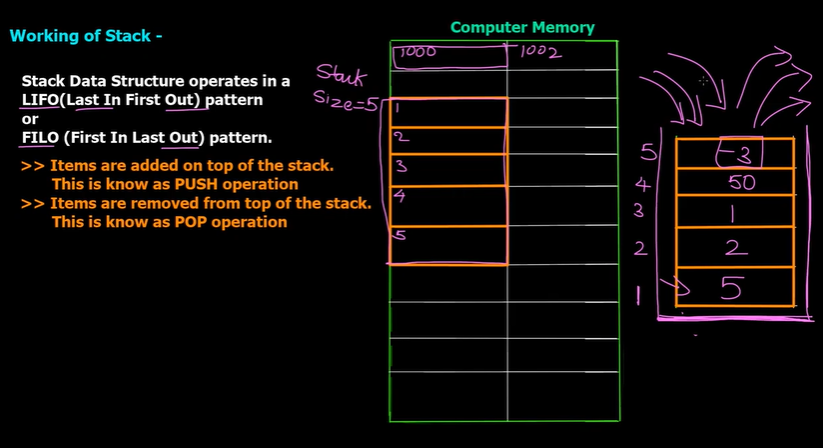 Working of Stack -
Computer Memory
Stack Data Structure operates in a
LIFO(Last In First Out) pattern
or
FILO (First In Last Out) pattern.
>> Items are added on top of the stack.
This is know as PUSH operation
>> Items are removed from top of the stack.
This is know as POP operation
Stack
Size=5
1000
1002
1
2
3
4
5
5 -3
4 50
3 1
2 2
1 5